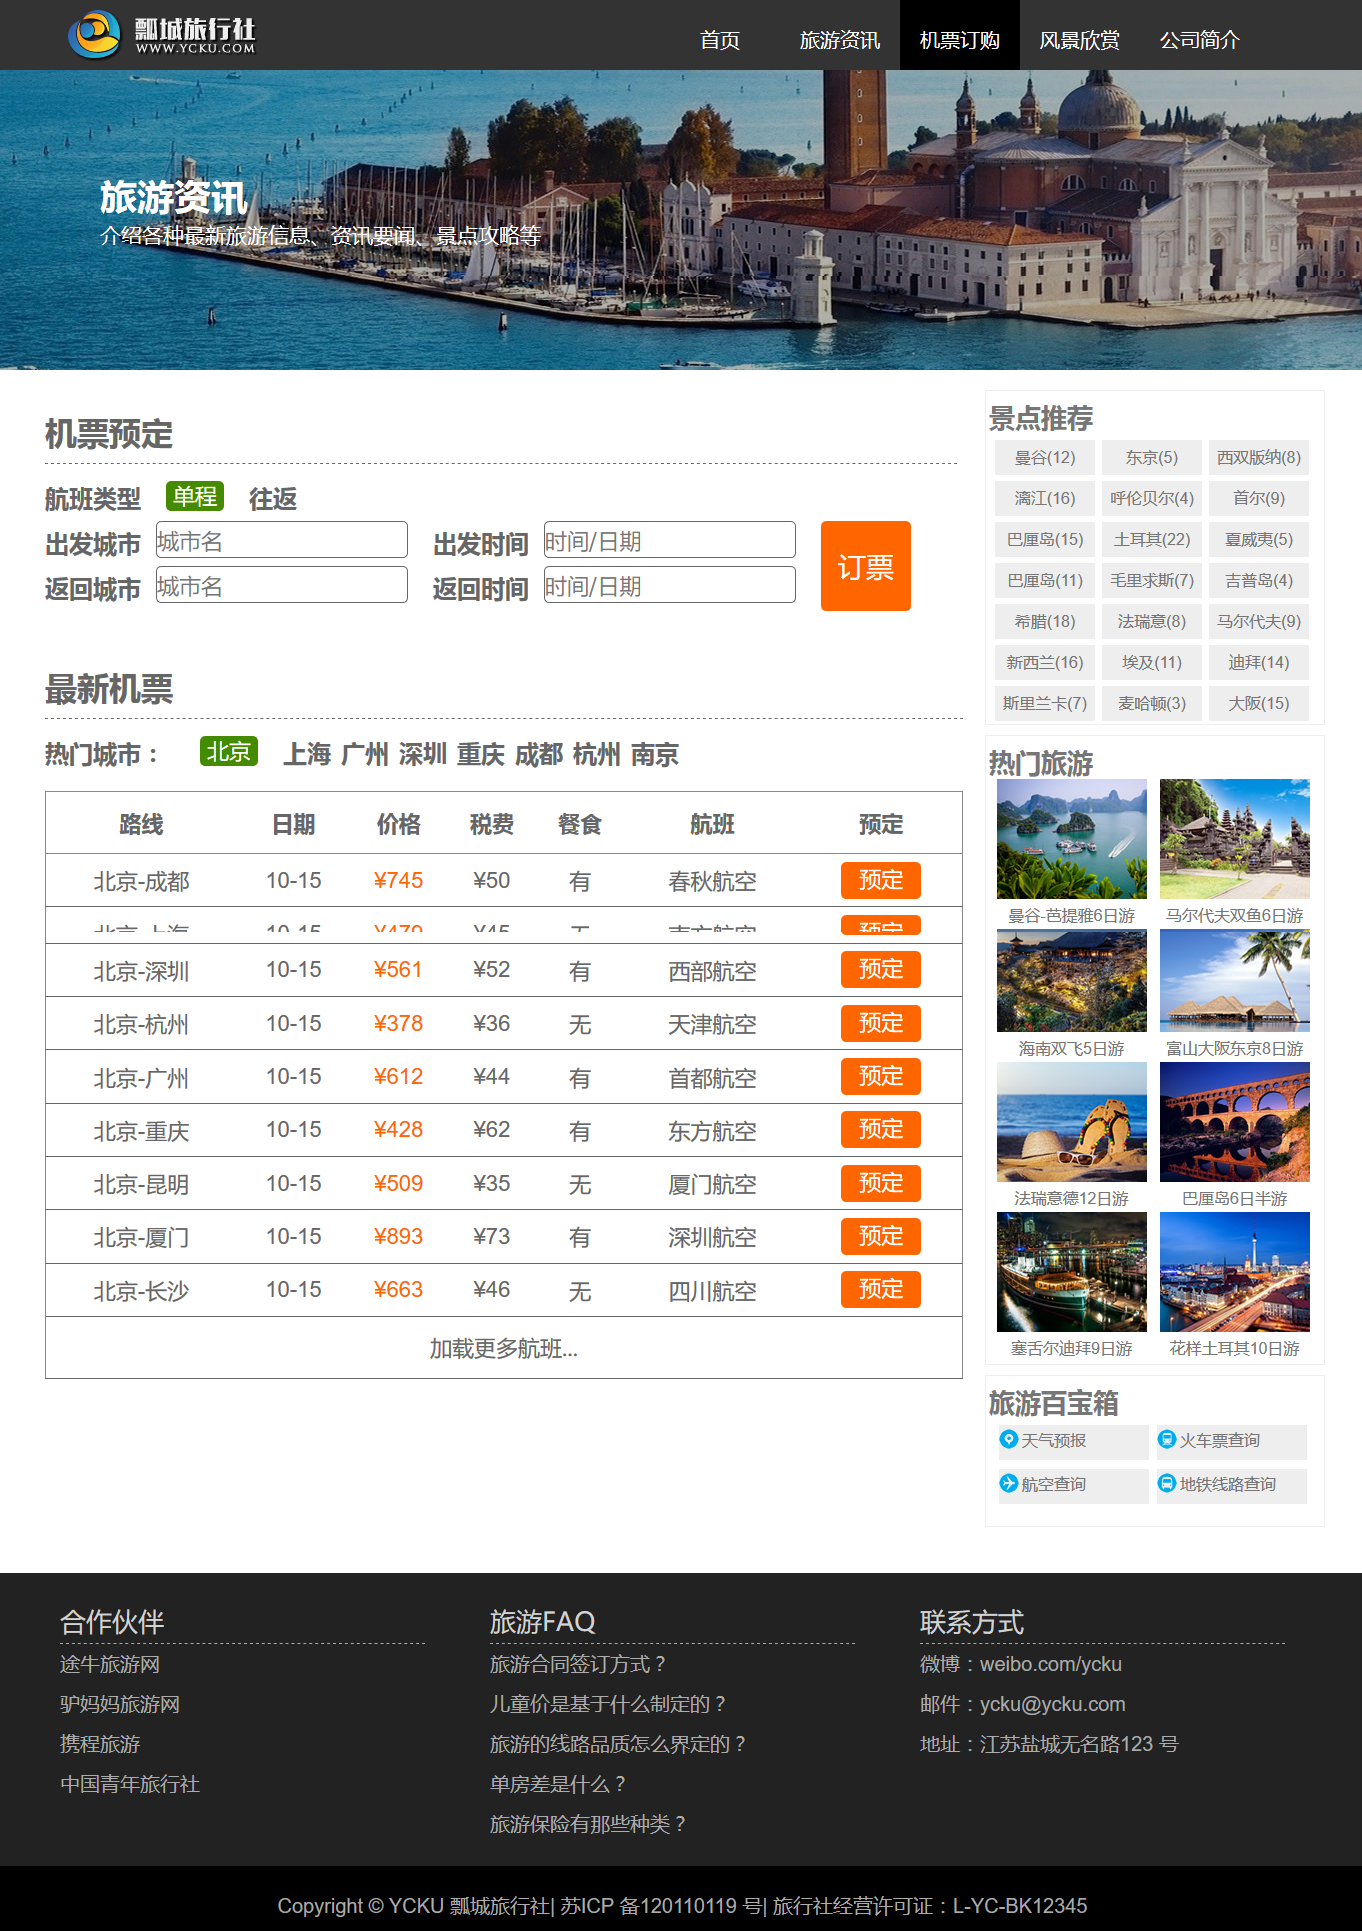 瓢城旅行社
WWW.YCKU.COM
首页 旅游资讯 机票订购 风景欣赏 公司简介
旅游资讯
介绍各种最新旅游信息、资讯要闻、景点攻略等
机票预定
航班类型 单程 往返
出发城市 城市名 出发时间 时间/日期
返回城市 城市名 返回时间 时间/日期
订票
最新机票
热门城市： 北京 上海 广州 深圳 重庆 成都 杭州 南京
路线 日期 价格 税费 餐食 航班 预定
北京-成都 10-15 ¥745 ¥50 有 春秋航空 预定
北京-上海 10-15 ¥479 ¥45 无 南方航空 预定
北京-深圳 10-15 ¥561 ¥52 有 西部航空 预定
北京-杭州 10-15 ¥378 ¥36 无 天津航空 预定
北京-广州 10-15 ¥612 ¥44 有 首都航空 预定
北京-重庆 10-15 ¥428 ¥62 有 东方航空 预定
北京-昆明 10-15 ¥509 ¥35 无 厦门航空 预定
北京-厦门 10-15 ¥893 ¥73 有 深圳航空 预定
北京-长沙 10-15 ¥663 ¥46 无 四川航空 预定
加载更多航班...
景点推荐
曼谷(12) 东京(5) 西双版纳(8)
漓江(16) 呼伦贝尔(4) 首尔(9)
巴厘岛(15) 土耳其(22) 夏威夷(5)
巴厘岛(11) 毛里求斯(7) 吉普岛(4)
希腊(18) 法瑞意(8) 马尔代夫(9)
新西兰(16) 埃及(11) 迪拜(14)
斯里兰卡(7) 麦哈顿(3) 大阪(15)
热门旅游
曼谷-芭提雅6日游 马尔代夫双鱼6日游
海南双飞5日游 富山大阪东京8日游
法瑞意德12日游 巴厘岛6日半游
塞舌尔迪拜9日游 花样土耳其10日游
旅游百宝箱
天气预报 火车票查询
航空查询 地铁线路查询
合作伙伴
途牛旅游网
驴妈妈旅游网
携程旅游
中国青年旅行社
旅游FAQ
旅游合同签订方式？
儿童价是基于什么制定的？
旅游的线路品质怎么界定的？
单房差是什么？
旅游保险有那些种类？
联系方式
微博：weibo.com/ycku
邮件：ycku@ycku.com
地址：江苏盐城无名路123 号
Copyright © YCKU 瓢城旅行社| 苏ICP 备120110119 号| 旅行社经营许可证：L-YC-BK12345